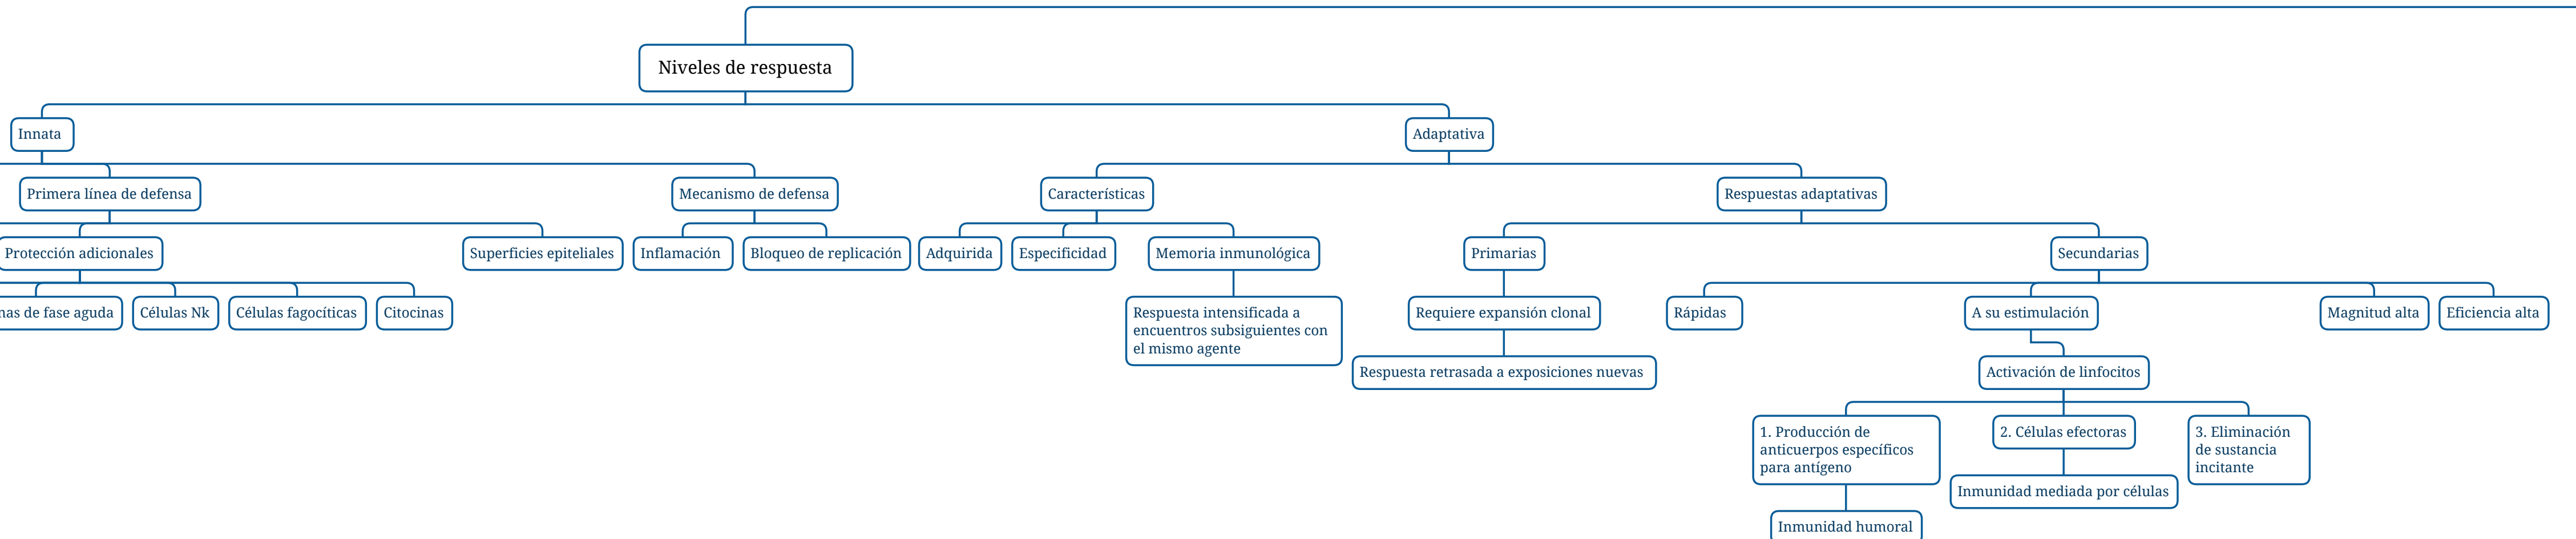 Niveles de respuesta
Innata
Adaptativa
Primera línea de defensa
Mecanismo de defensa
Características
Respuestas adaptativas
Protección adicionales
Superficies epiteliales
Inflamación
Bloqueo de replicación
Adquirida
Especificidad
Memoria inmunológica
Primarias
Secundarias
de fase aguda
Células Nk
Células fagocíticas
Citocinas
Respuesta intensificada a
encuentros subsiguientes con
el mismo agente
Requiere expansión clonal
Rápidas
A su estimulación
Magnitud alta
Eficiencia alta
Respuesta retrasada a exposiciones nuevas
Activación de linfocitos
1. Producción de
anticuerpos específicos
para antígeno
2. Células efectoras
3. Eliminación
de sustancia
incitante
Inmunidad mediada por células
Inmunidad humoral